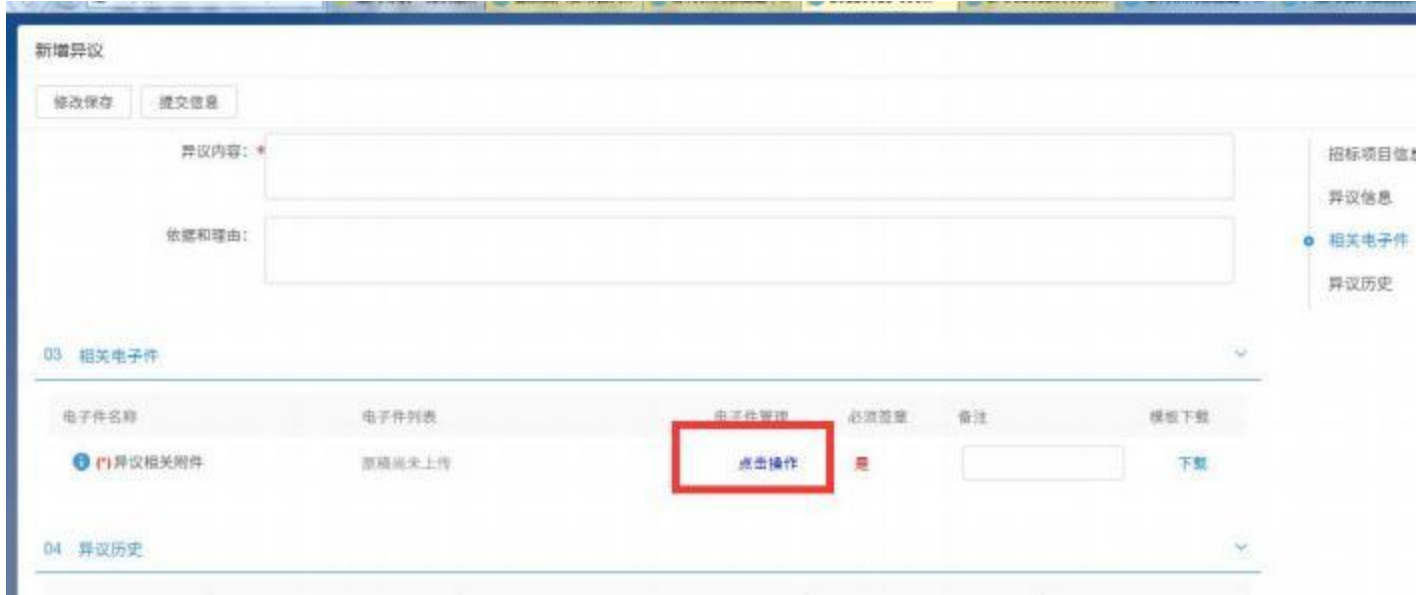 新增异议
修改保存 提交信息
异议内容：*
依据和理由：
招标项目信息
异议信息
相关电子件
异议历史
03 相关电子件
电子件名称 电子件列表 电子件管理 必须签章 备注 模板下载
(*)异议相关附件 原稿尚未上传 点击操作 是 下载
04 异议历史